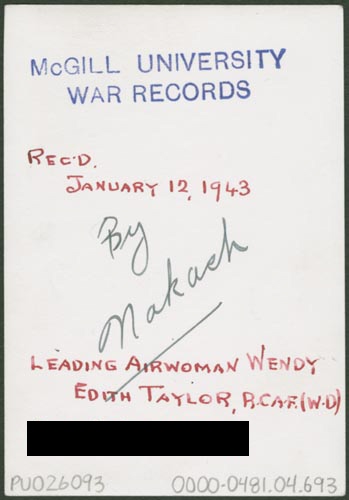 McGILL UNIVERSITY
WAR RECORDS
REC'D.
JANUARY 12, 1943
By
Nakash
LEADING AIRWOMAN WENDY
EDITH TAYLOR, R.C.A.F. (W.D)
PU026093 0000-0481.04.693